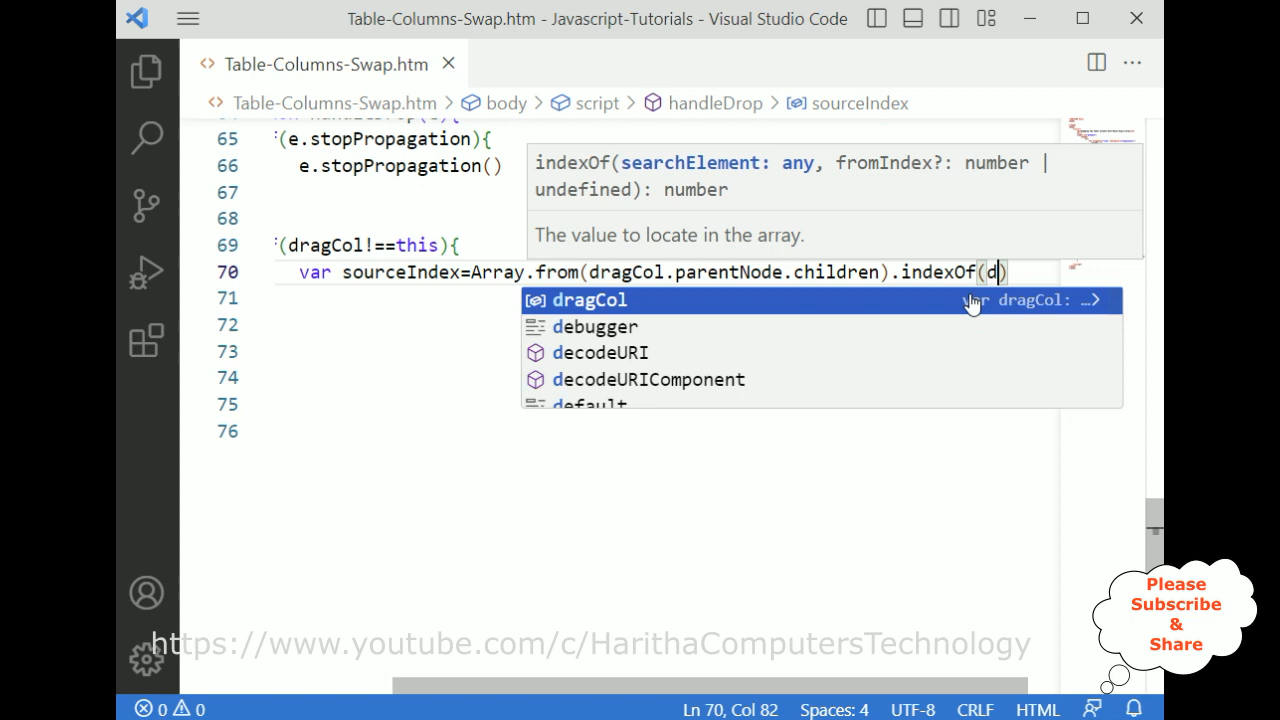 Table-Columns-Swap.htm - Javascript-Tutorials - Visual Studio Code
Table-Columns-Swap.htm
Table-Columns-Swap.htm > body > script > handleDrop > sourceIndex
65 f(e.stopPropagation){
66 e.stopPropagation()
67
68
69 f(dragCol!==this){
70 var sourceIndex=Array.from(dragCol.parentNode.children).indexOf(d)
71
72
73
74
75
76
indexOf(searchElement: any, fromIndex?: number |
undefined): number
The value to locate in the array.
dragCol var dragCol: …>
debugger
decodeURI
decodeURIComponent
default
Please
Subscribe
&
Share
https://www.youtube.com/c/HarithaComputersTechnology
0 0 Ln 70, Col 82 Spaces: 4 UTF-8 CRLF HTML